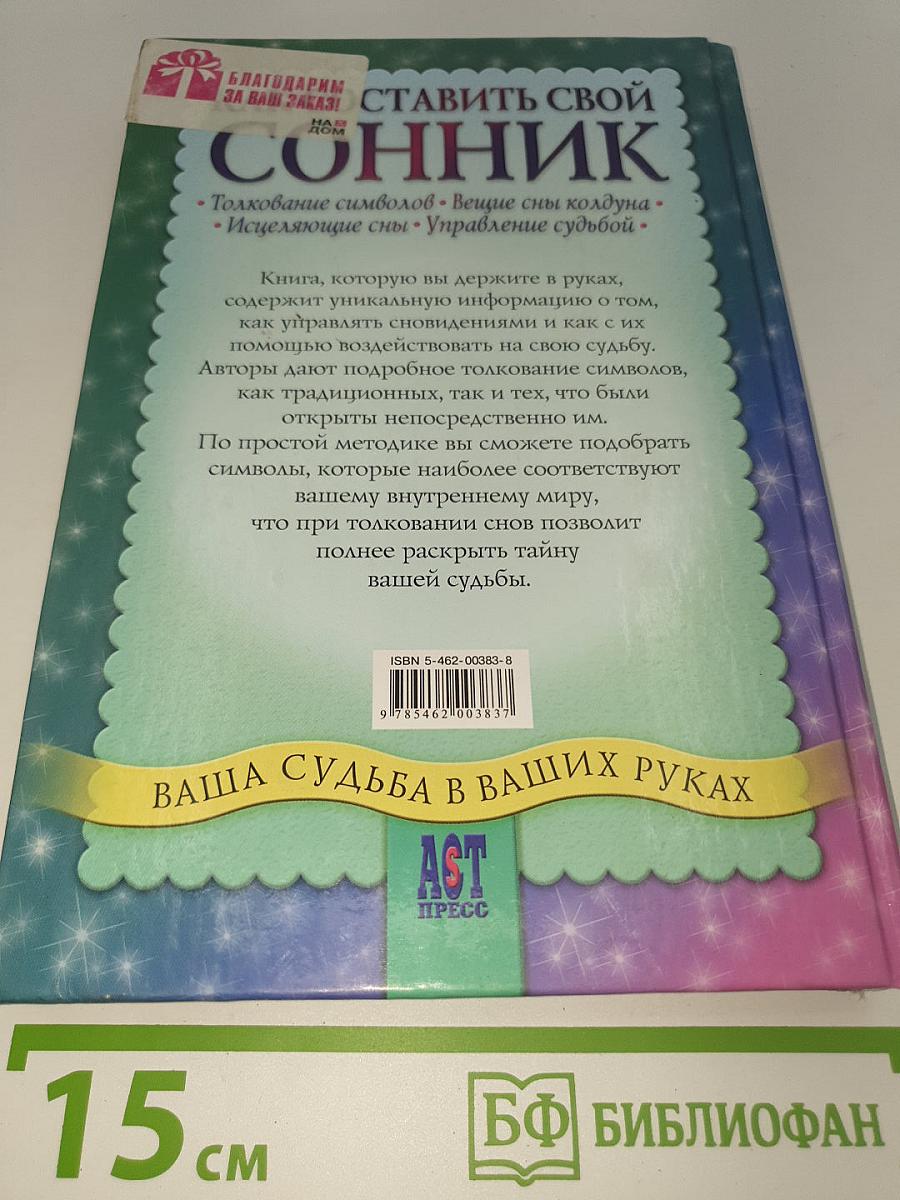 БЛАГОДАРИМ
ЗА ВАШ ЗАКАЗ!
НА
ДОМ
СТАВИТЬ СВОЙ
СОННИК
• Толкование символов • Вещие сны колдуна •
• Исцеляющие сны • Управление судьбой •
Книга, которую вы держите в руках,
содержит уникальную информацию о том,
как управлять сновидениями и как с их
помощью воздействовать на свою судьбу.
Авторы дают подробное толкование символов,
как традиционных, так и тех, что были
открыты непосредственно им.
По простой методике вы сможете подобрать
символы, которые наиболее соответствуют
вашему внутреннему миру,
что при толковании снов позволит
полнее раскрыть тайну
вашей судьбы.
ISBN 5-462-00383-8
9 785462 003837
ВАША СУДЬБА В ВАШИХ РУКАХ
АСТ
ПРЕСС
15 см
БФ БИБЛИОФАН